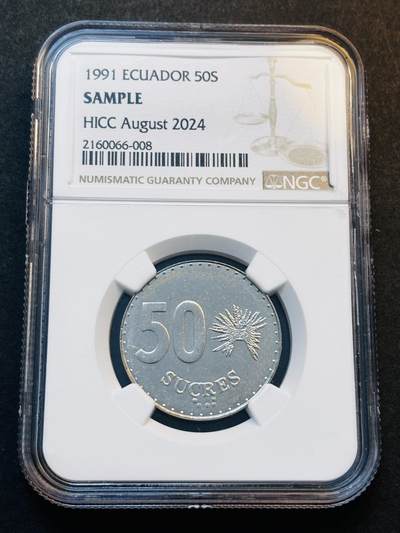 1991 ECUADOR 50S
SAMPLE
HICC August 2024
2160066-008
NUMISMATIC GUARANTY COMPANY
NGC®
50
SUCRES